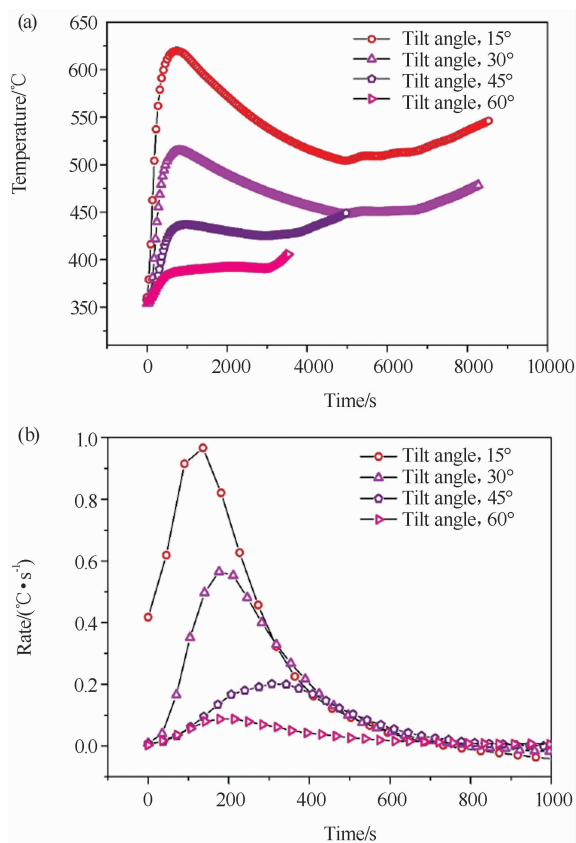 (a)
650
600
550
500
450
400
350
Temperature/℃
Tilt angle, 15°
Tilt angle, 30°
Tilt angle, 45°
Tilt angle, 60°
0 2000 4000 6000 8000 10000
Time/s
(b)
1.0
0.8
0.6
0.4
0.2
0.0
Rate/(℃•s⁻¹)
Tilt angle, 15°
Tilt angle, 30°
Tilt angle, 45°
Tilt angle, 60°
0 200 400 600 800 1000
Time/s